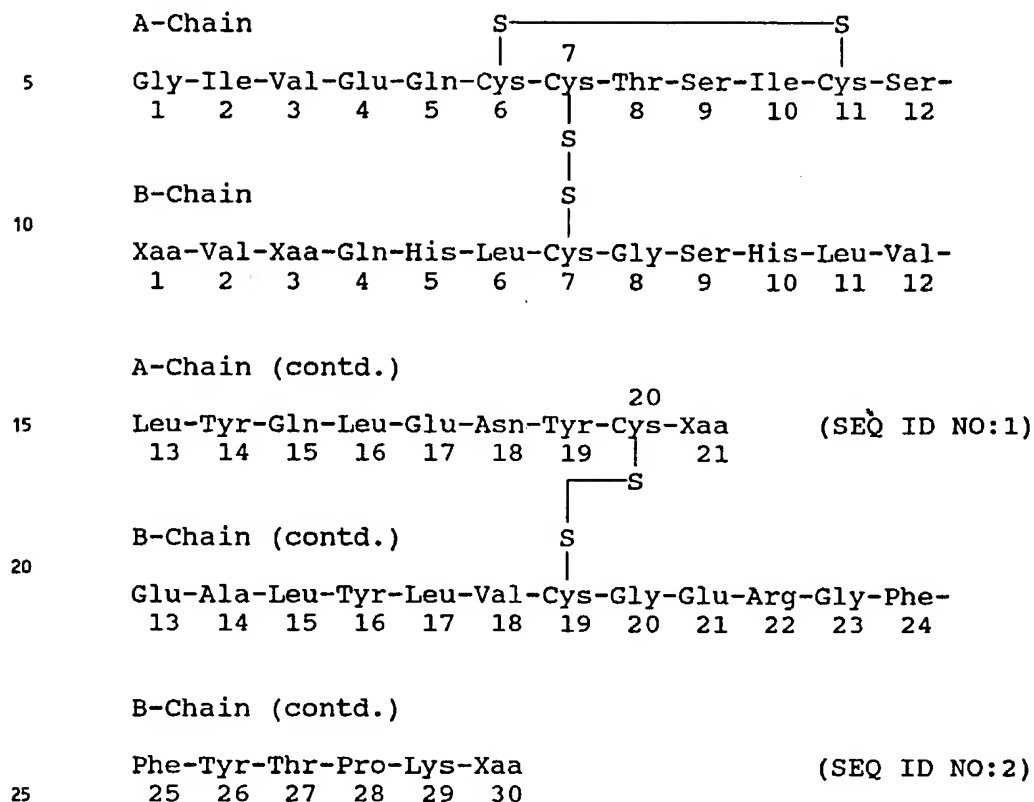 A-Chain S S
7
5 Gly-Ile-Val-Glu-Gln-Cys-Cys-Thr-Ser-Ile-Cys-Ser-
1 2 3 4 5 6 8 9 10 11 12
S
B-Chain S
10
Xaa-Val-Xaa-Gln-His-Leu-Cys-Gly-Ser-His-Leu-Val-
1 2 3 4 5 6 7 8 9 10 11 12
A-Chain (contd.)
20
15 Leu-Tyr-Gln-Leu-Glu-Asn-Tyr-Cys-Xaa (SEQ ID NO:1)
13 14 15 16 17 18 19 21
S
S
B-Chain (contd.)
20
Glu-Ala-Leu-Tyr-Leu-Val-Cys-Gly-Glu-Arg-Gly-Phe-
13 14 15 16 17 18 19 20 21 22 23 24
B-Chain (contd.)
Phe-Tyr-Thr-Pro-Lys-Xaa (SEQ ID NO:2)
25 26 27 28 29 30
25